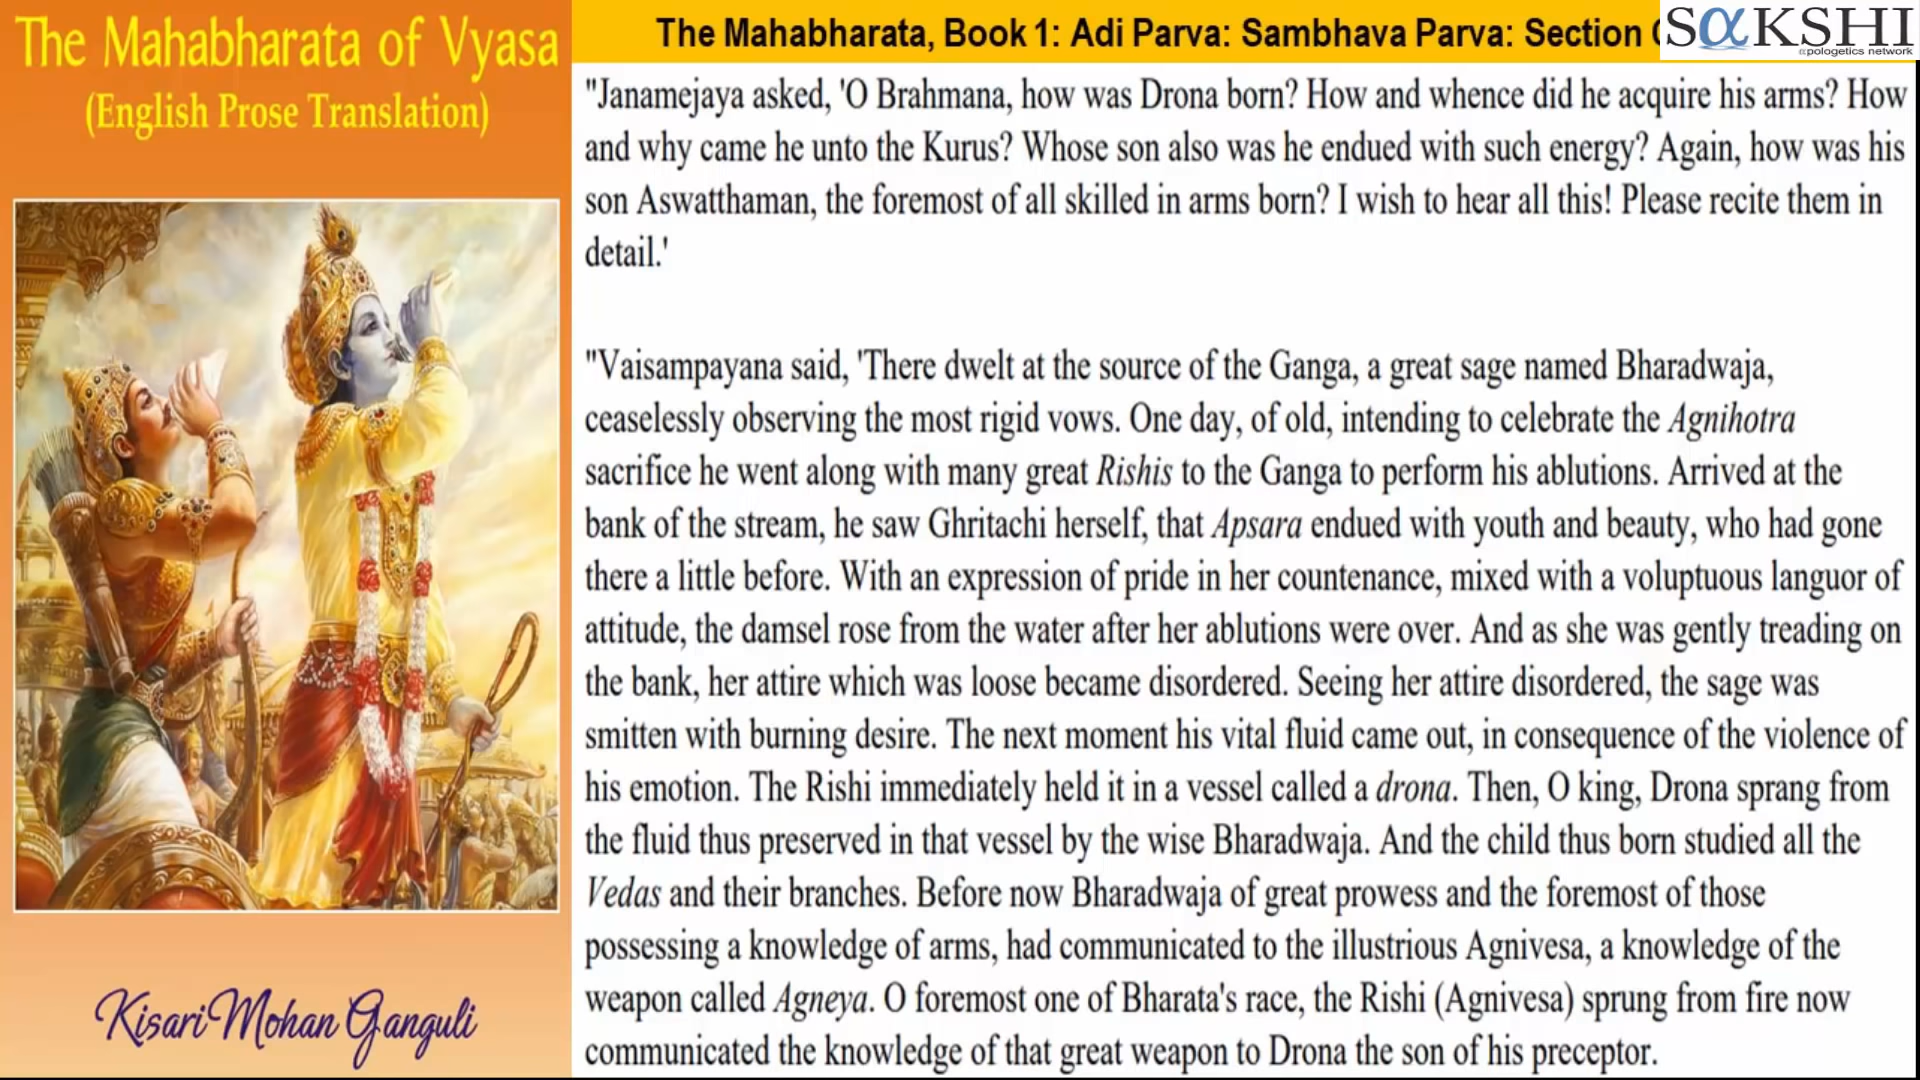 The Mahabharata of Vyasa
(English Prose Translation)
Kisari Mohan Ganguli
The Mahabharata, Book 1: Adi Parva: Sambhava Parva: Section
SαKSHI
apologetics network
"Janamejaya asked, 'O Brahmana, how was Drona born? How and whence did he acquire his arms? How
and why came he unto the Kurus? Whose son also was he endued with such energy? Again, how was his
son Aswatthaman, the foremost of all skilled in arms born? I wish to hear all this! Please recite them in
detail.'
"Vaisampayana said, 'There dwelt at the source of the Ganga, a great sage named Bharadwaja,
ceaselessly observing the most rigid vows. One day, of old, intending to celebrate the Agnihotra
sacrifice he went along with many great Rishis to the Ganga to perform his ablutions. Arrived at the
bank of the stream, he saw Ghritachi herself, that Apsara endued with youth and beauty, who had gone
there a little before. With an expression of pride in her countenance, mixed with a voluptuous languor of
attitude, the damsel rose from the water after her ablutions were over. And as she was gently treading on
the bank, her attire which was loose became disordered. Seeing her attire disordered, the sage was
smitten with burning desire. The next moment his vital fluid came out, in consequence of the violence of
his emotion. The Rishi immediately held it in a vessel called a drona. Then, O king, Drona sprang from
the fluid thus preserved in that vessel by the wise Bharadwaja. And the child thus born studied all the
Vedas and their branches. Before now Bharadwaja of great prowess and the foremost of those
possessing a knowledge of arms, had communicated to the illustrious Agnivesa, a knowledge of the
weapon called Agneya. O foremost one of Bharata's race, the Rishi (Agnivesa) sprung from fire now
communicated the knowledge of that great weapon to Drona the son of his preceptor.